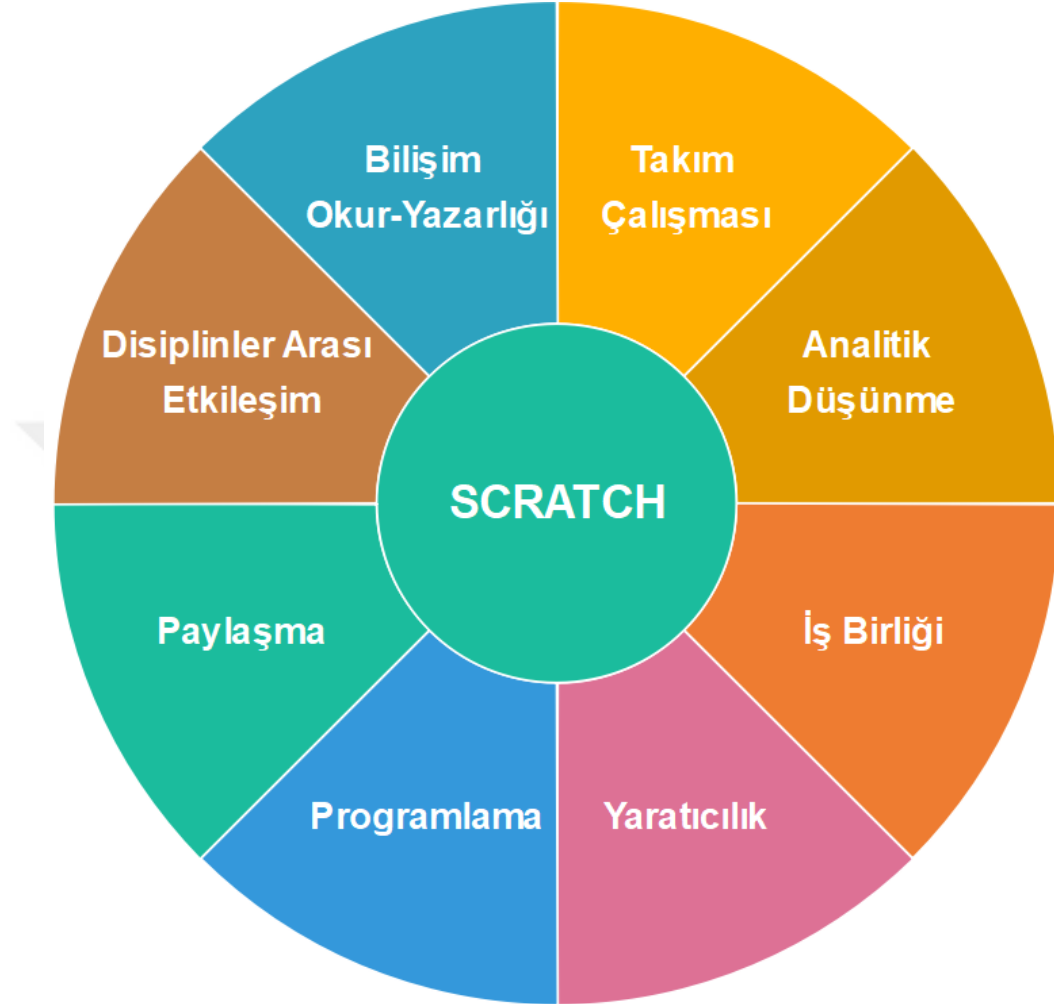 Bilişim
Okur-Yazarlığı
Takım
Çalışması
Disiplinler Arası
Etkileşim
Analitik
Düşünme
SCRATCH
Paylaşma
İş Birliği
Programlama
Yaratıcılık